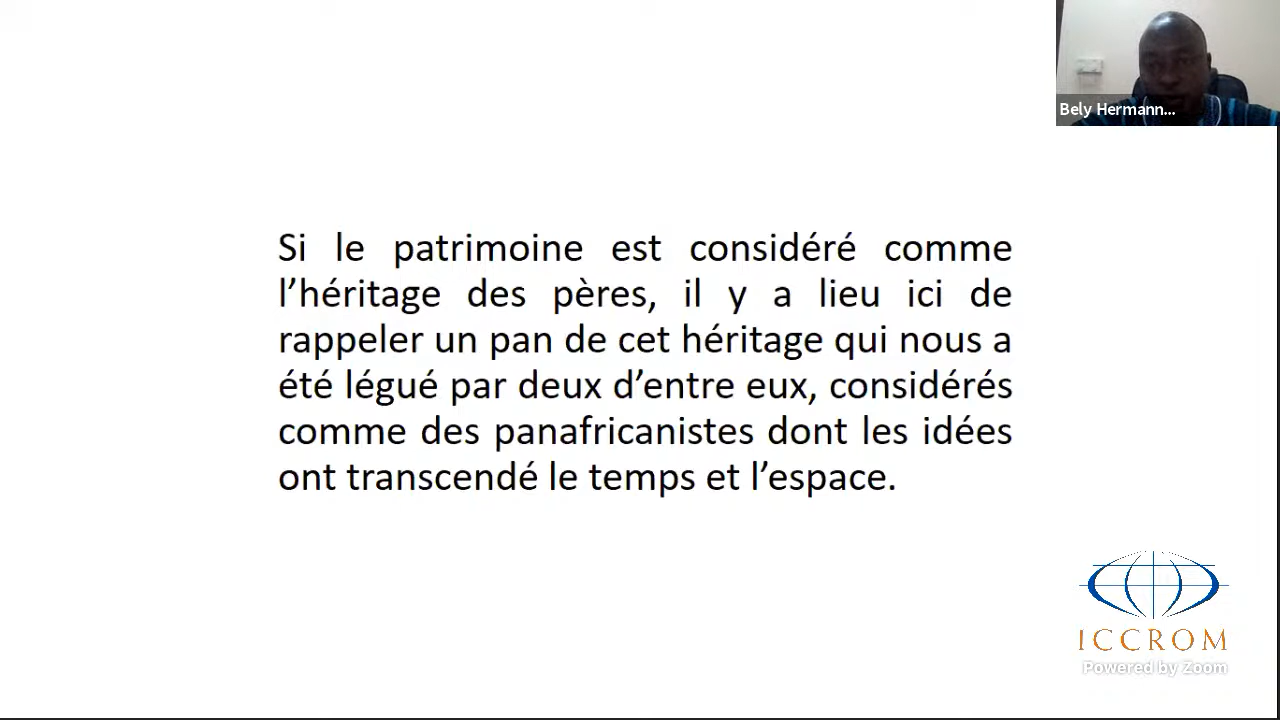 Bely Hermann...
Si le patrimoine est considéré comme
l’héritage des pères, il y a lieu ici de
rappeler un pan de cet héritage qui nous a
été légué par deux d’entre eux, considérés
comme des panafricanistes dont les idées
ont transcendé le temps et l’espace.
ICCROM
Powered by Zoom